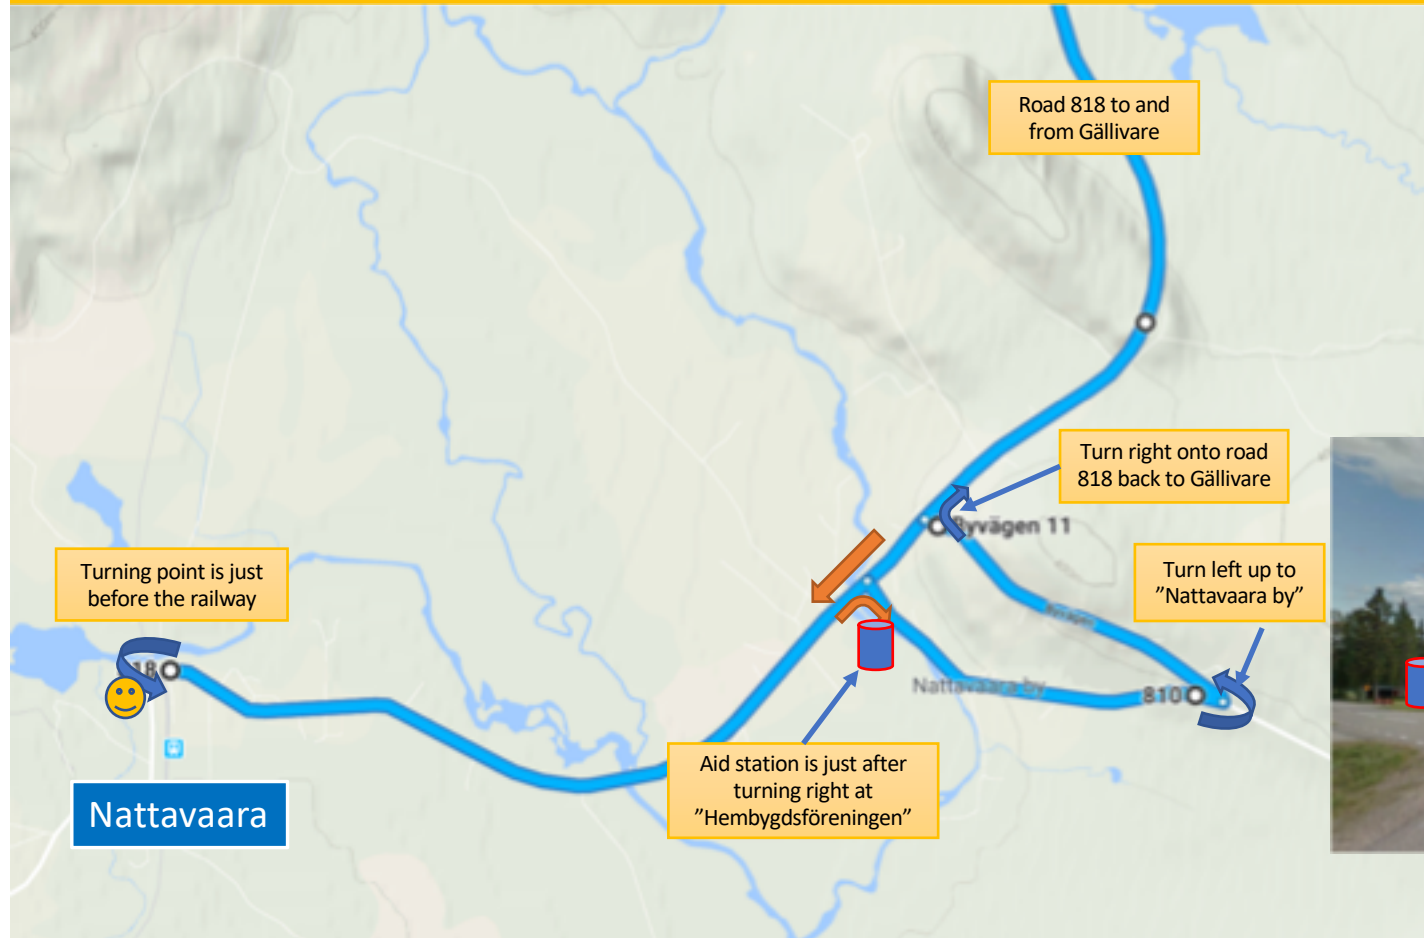 Road 818 to and
from Gällivare
Turn right onto road
818 back to Gällivare
Byvägen 11
Turning point is just
before the railway
Turn left up to
”Nattavaara by”
18
Byvägen
Nattavaara by
810
Aid station is just after
turning right at
”Hembygdsföreningen”
Nattavaara